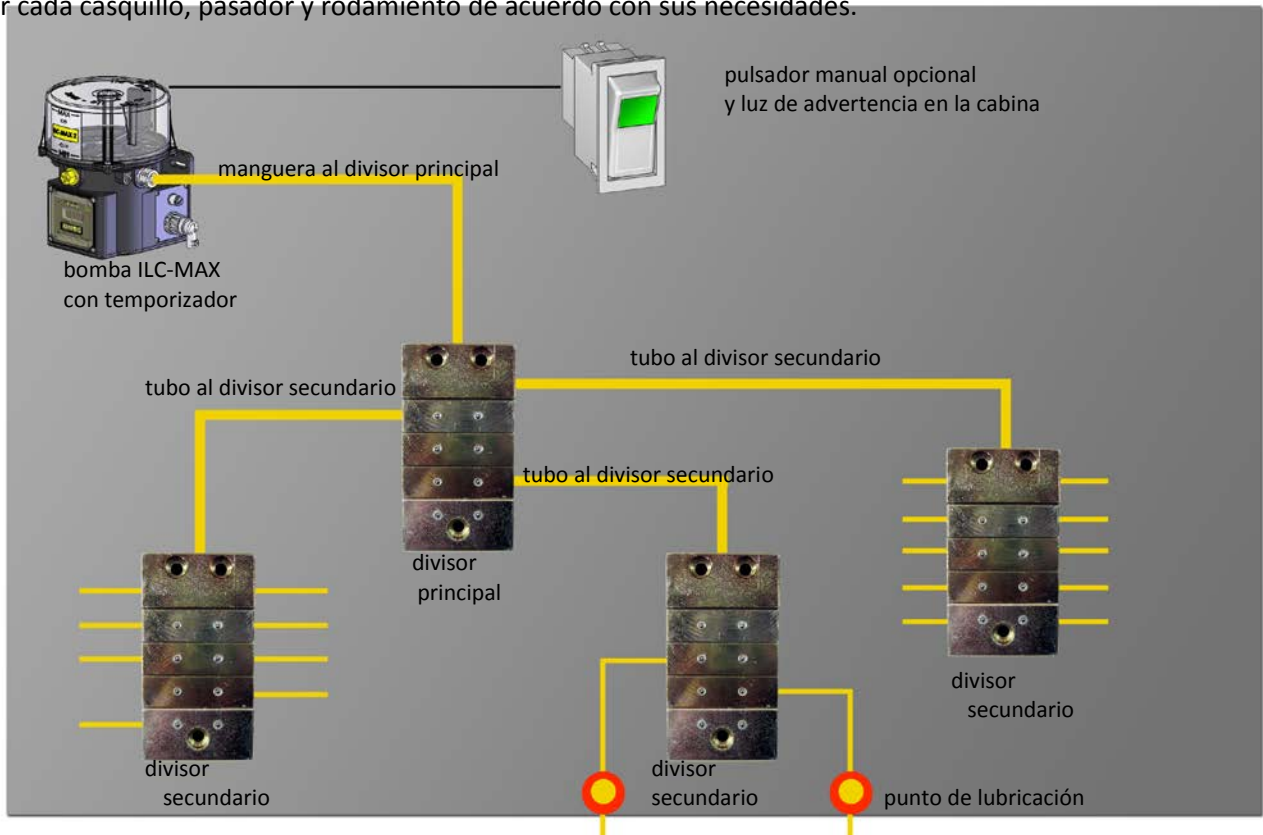 r cada casquillo, pasador y rodamiento de acuerdo con sus necesidades.
pulsador manual opcional
y luz de advertencia en la cabina
manguera al divisor principal
MAX
MIN
bomba ILC-MAX
con temporizador
tubo al divisor secundario
tubo al divisor secundario
tubo al divisor secundario
divisor
principal
divisor
secundario
divisor
secundario
divisor
secundario
punto de lubricación